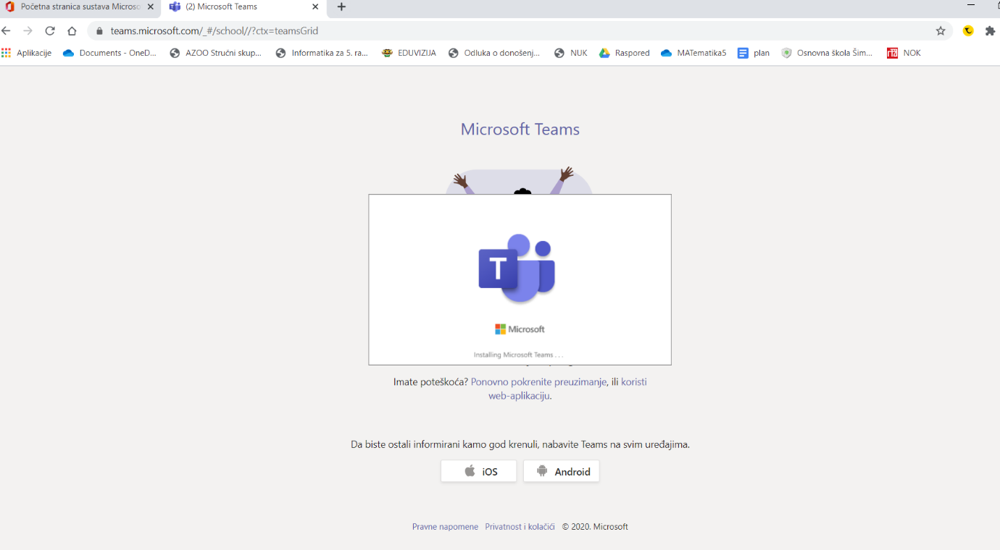 Početna stranica sustava Microso
(2) Microsoft Teams
teams.microsoft.com/_#/school//?ctx=teamsGrid
Aplikacije Documents - OneD... AZOO Stručni skup... Informatika za 5. ra... EDUVIZIJA Odluka o donošenj... NUK Raspored MATematika5 plan Osnovna škola Šim... NOK
Microsoft Teams
T
Microsoft
Installing Microsoft Teams . . .
Imate poteškoća? Ponovno pokrenite preuzimanje, ili koristi
web-aplikaciju.
Da biste ostali informirani kamo god krenuli, nabavite Teams na svim uređajima.
iOS Android
Pravne napomene Privatnost i kolačići © 2020. Microsoft